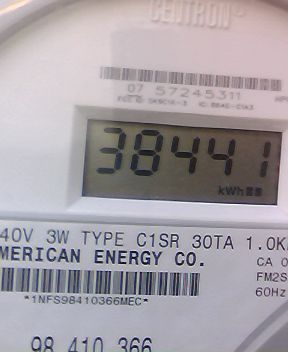 CENTRON®
07 57245311
38441
kWh
40V 3W TYPE C1SR 30TA 1.0K
MERICAN ENERGY CO.
CA 0
FM2S
60Hz
*1NFS98410366MEC*
98 410 366